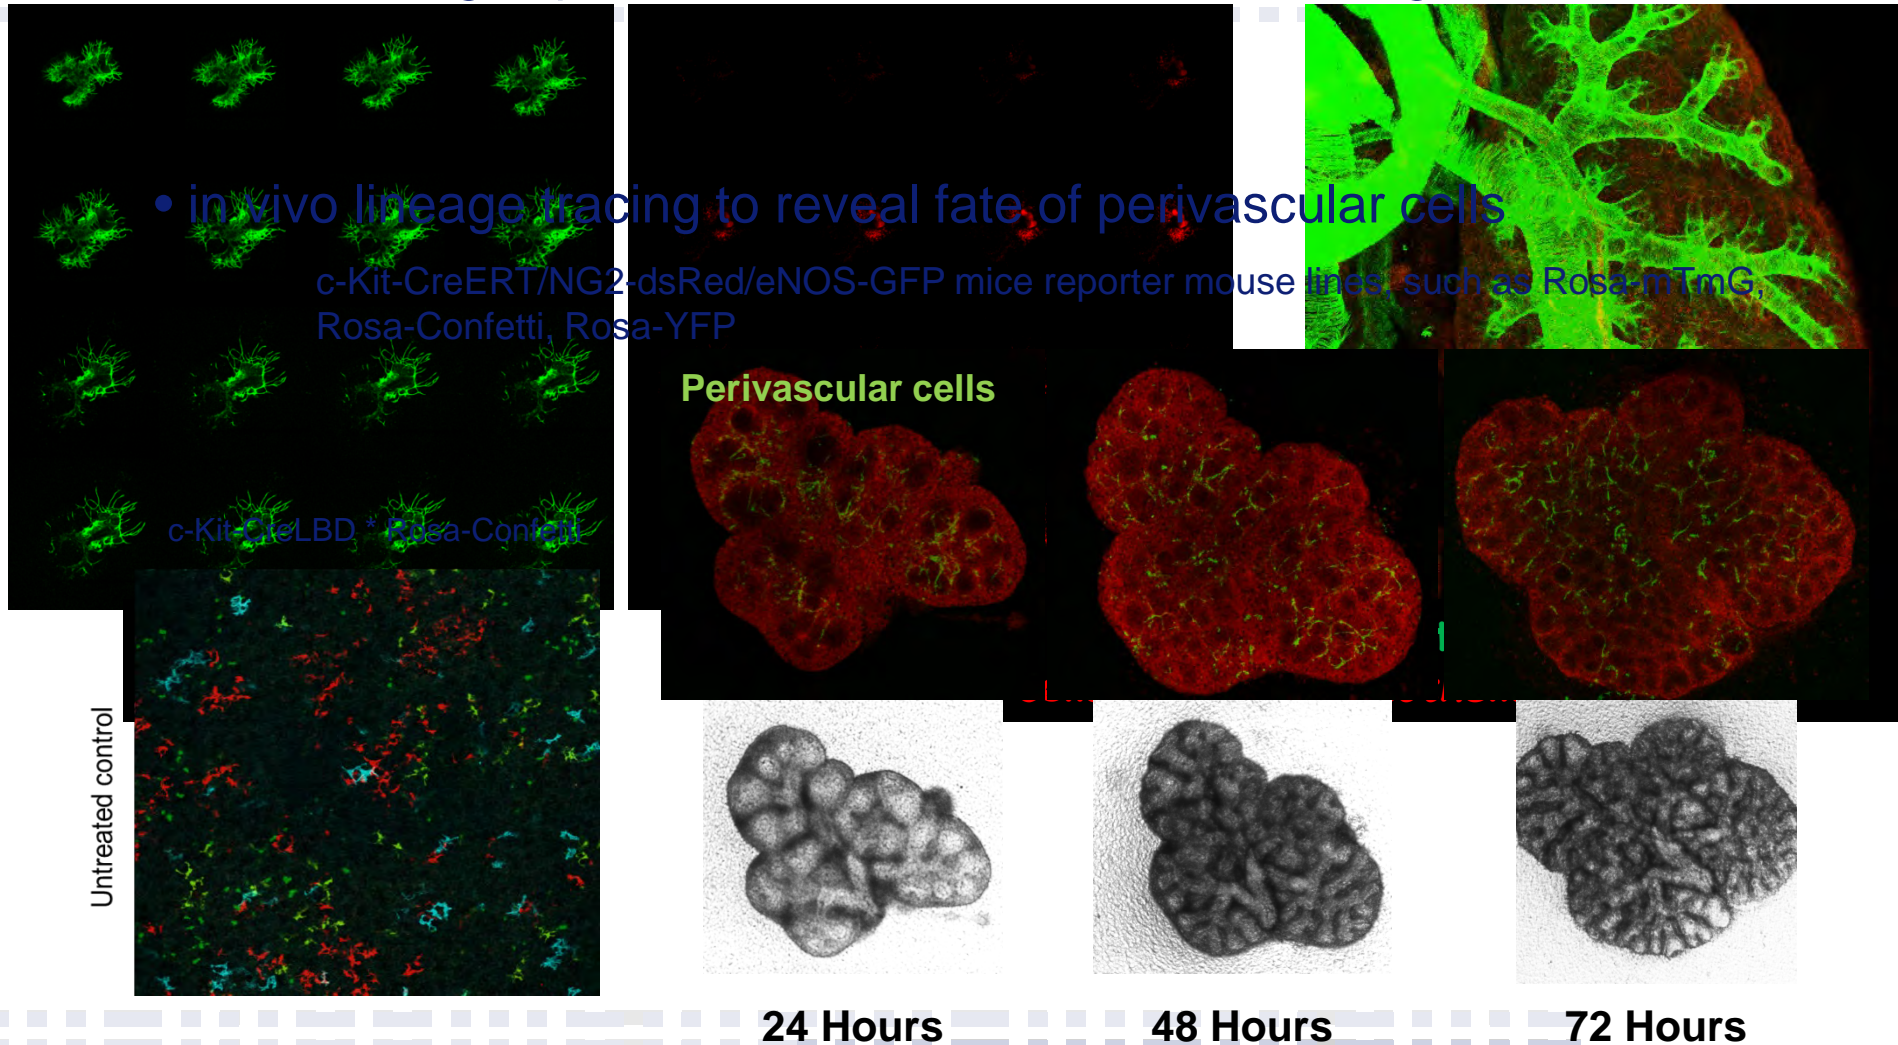 • in vivo lineage tracing to reveal fate of perivascular cells
c-Kit-CreERT/NG2-dsRed/eNOS-GFP mice reporter mouse lines, such as Rosa-mTmG,
Rosa-Confetti, Rosa-YFP
Perivascular cells
c-Kit-CreLBD * Rosa-Confetti
Untreated control
24 Hours
48 Hours
72 Hours